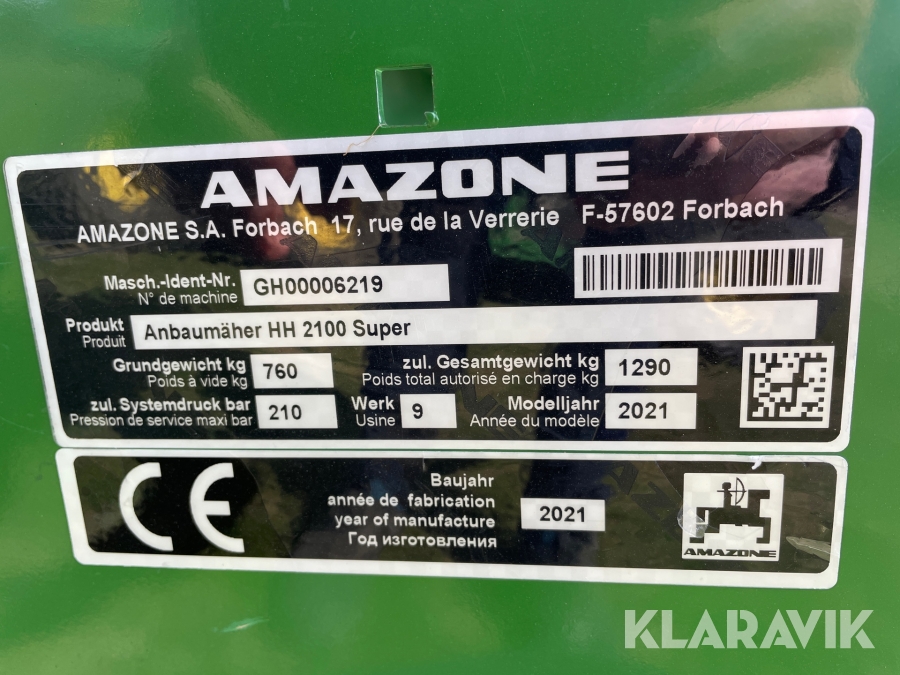 AMAZONE
AMAZONE S.A. Forbach 17, rue de la Verrerie F-57602 Forbach
Masch.-Ident-Nr. GH00006219
N° de machine
Produkt Anbaumäher HH 2100 Super
Produit
Grundgewicht kg 760 zul. Gesamtgewicht kg 1290
Poids à vide kg Poids total autorisé en charge kg
zul. Systemdruck bar 210 Werk 9 Modelljahr 2021
Pression de service maxi bar Usine Année du modèle
CE
Baujahr
année de fabrication
year of manufacture 2021
Год изготовления
AMAZONE
KLARAVIK